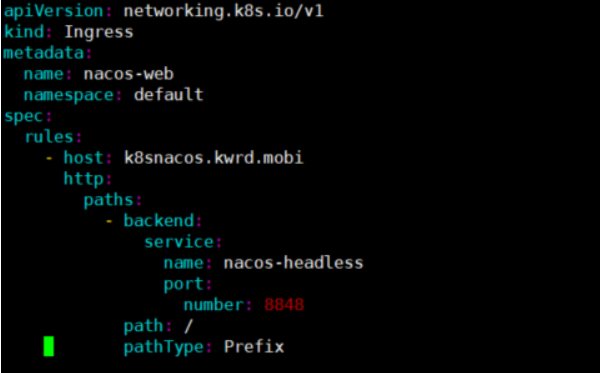 apiVersion: networking.k8s.io/v1
kind: Ingress
metadata:
  name: nacos-web
  namespace: default
spec:
  rules:
    - host: k8snacos.kwrd.mobi
      http:
        paths:
          - backend:
              service:
                name: nacos-headless
                port:
                  number: 8848
            path: /
            pathType: Prefix